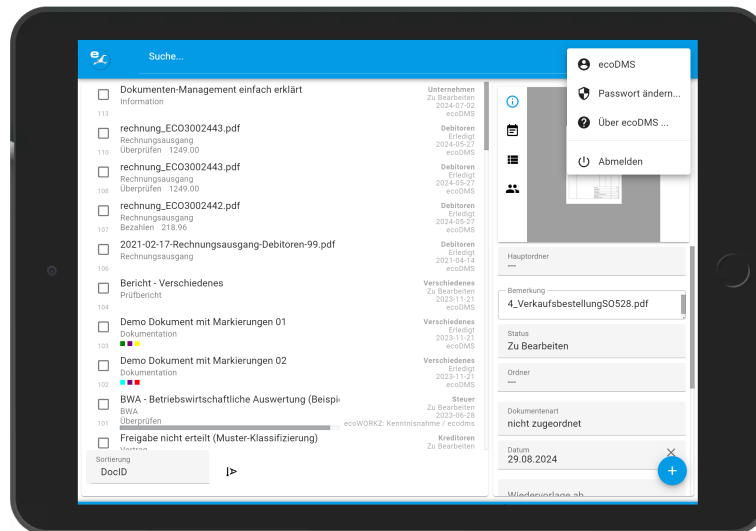 Suche...
ecoDMS
Passwort ändern...
Über ecoDMS ...
Abmelden
Dokumenten-Management einfach erklärt
Information
113
Unternehmen
Zu Bearbeiten
2024-07-02
ecoDMS
rechnung_ECO3002443.pdf
Rechnungsausgang
Überprüfen 1249.00
110
Debitoren
Erledigt
2024-05-27
ecoDMS
rechnung_ECO3002443.pdf
Rechnungsausgang
Überprüfen 1249.00
108
Debitoren
Erledigt
2024-05-27
ecoDMS
rechnung_ECO3002442.pdf
Rechnungsausgang
Bezahlen 218.96
107
Debitoren
Erledigt
2024-05-27
ecoDMS
2021-02-17-Rechnungsausgang-Debitoren-99.pdf
Rechnungsausgang
106
Debitoren
Erledigt
2021-04-14
ecoDMS
Bericht - Verschiedenes
Prüfbericht
104
Verschiedenes
Zu Bearbeiten
2023-11-21
ecoDMS
Demo Dokument mit Markierungen 01
Dokumentation
103
Verschiedenes
Erledigt
2023-11-21
ecoDMS
Demo Dokument mit Markierungen 02
Dokumentation
102
Verschiedenes
Erledigt
2023-11-21
ecoDMS
BWA - Betriebswirtschaftliche Auswertung (Beispi
BWA
Überprüfen
101
Steuer
Zu Bearbeiten
2023-06-28
ecoWORKZ: Kenntnisnahme / ecodms
Freigabe nicht erteilt (Muster-Klassifizierung)
Vertrag
Kreditoren
Zu Bearbeiten
Sortierung
DocID
Hauptordner
---
Bemerkung
4_VerkaufsbestellungSO528.pdf
Status
Zu Bearbeiten
Ordner
---
Dokumentenart
nicht zugeordnet
Datum
29.08.2024
Wiedervorlage ab